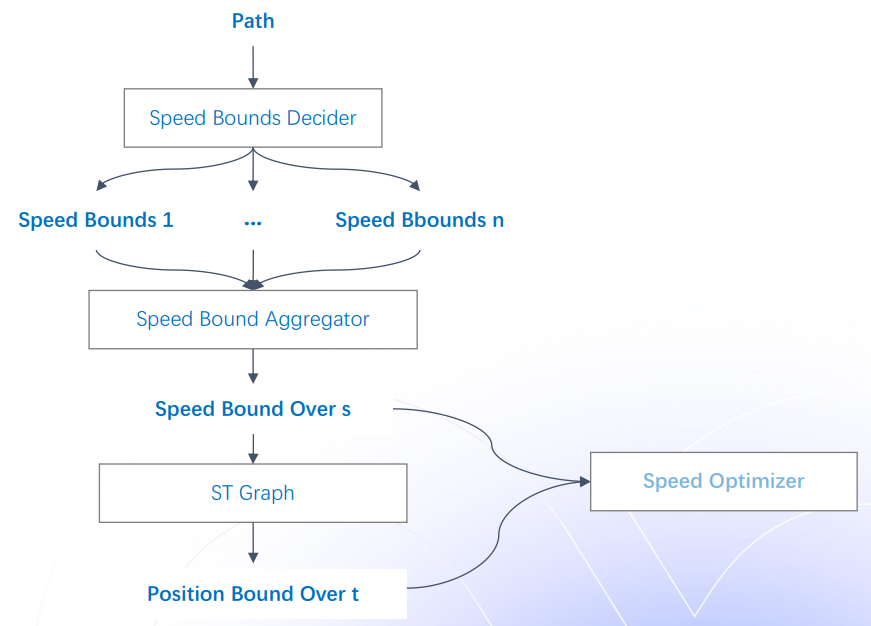 Path
Speed Bounds Decider
Speed Bounds 1
...
Speed Bbounds n
Speed Bound Aggregator
Speed Bound Over s
ST Graph
Speed Optimizer
Position Bound Over t